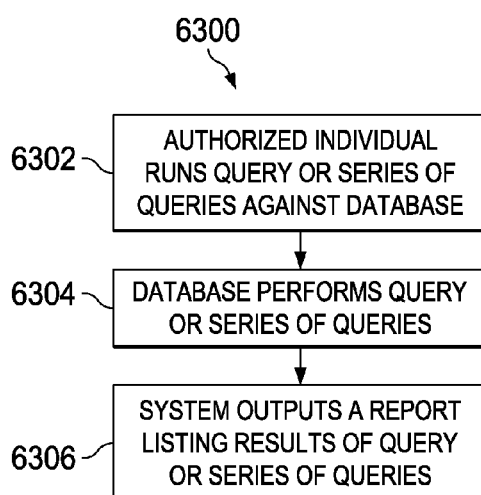 6300
6302
AUTHORIZED INDIVIDUAL
RUNS QUERY OR SERIES OF
QUERIES AGAINST DATABASE
6304
DATABASE PERFORMS QUERY
OR SERIES OF QUERIES
6306
SYSTEM OUTPUTS A REPORT
LISTING RESULTS OF QUERY
OR SERIES OF QUERIES